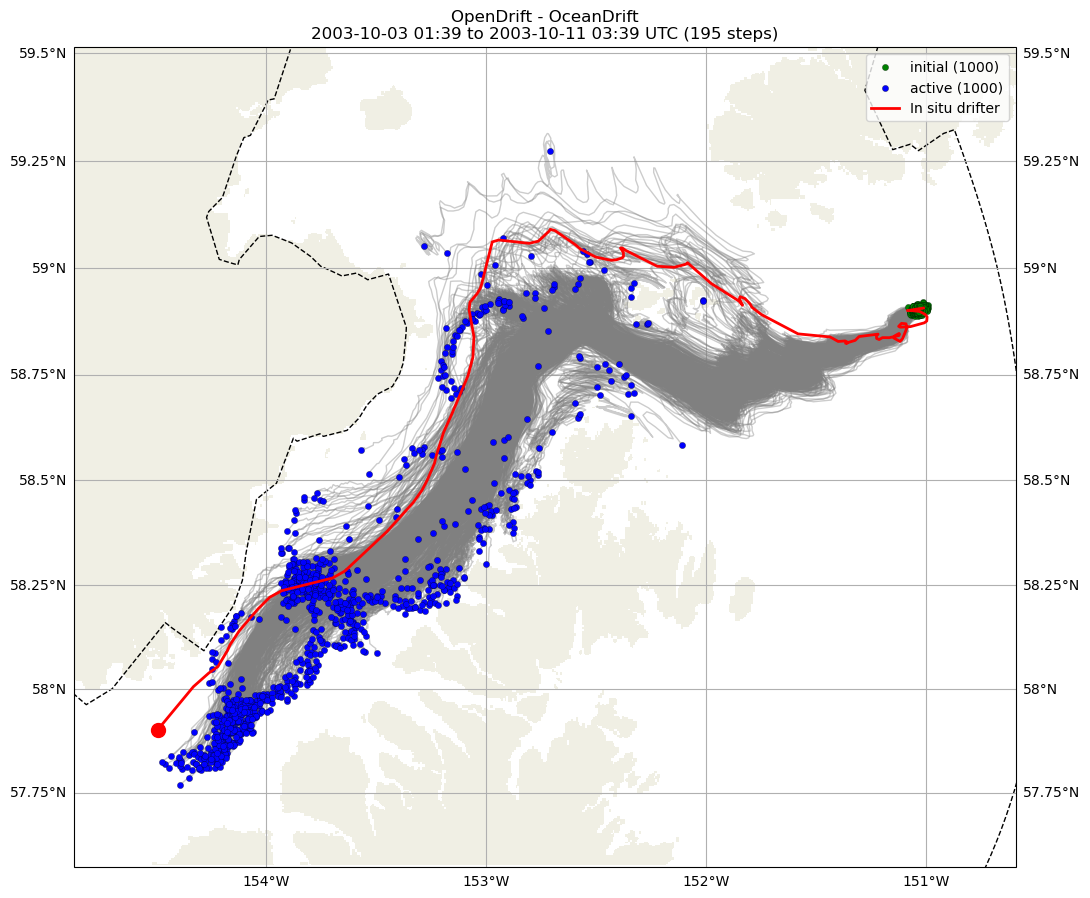 OpenDrift - OceanDrift
2003-10-03 01:39 to 2003-10-11 03:39 UTC (195 steps)
initial (1000)
active (1000)
In situ drifter
59.5°N
59.5°N
59.25°N
59.25°N
59°N
59°N
58.75°N
58.75°N
58.5°N
58.5°N
58.25°N
58.25°N
58°N
58°N
57.75°N
57.75°N
154°W
153°W
152°W
151°W